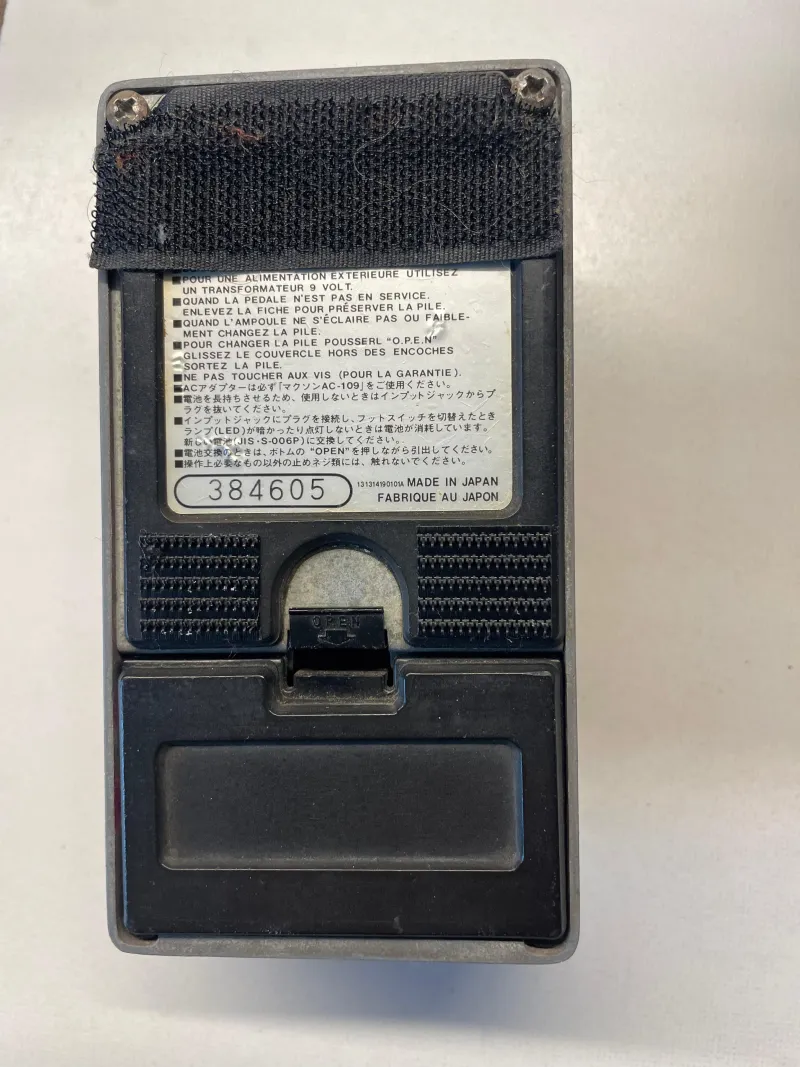 ■POUR UNE ALIMENTATION EXTERIEURE UTILISEZ
UN TRANSFORMATEUR 9 VOLT.
■QUAND LA PEDALE N'EST PAS EN SERVICE.
ENLEVEZ LA FICHE POUR PRÉSERVER LA PILE.
■QUAND L'AMPOULE NE S'ÉCLAIRE PAS OU FAIBLE-
MENT CHANGEZ LA PILE.
■POUR CHANGER LA PILE POUSSERL "O.P.E.N"
GLISSEZ LE COUVERCLE HORS DES ENCOCHES
SORTEZ LA PILE.
■NE PAS TOUCHER AUX VIS (POUR LA GARANTIE).
■ACアダプターは必ず「マクソンAC-109」をご使用ください。
■電池を長持ちさせるため、使用しないときはインプットジャックからプ
ラグを抜いてください。
■インプットジャックにプラグを接続し、フットスイッチを切替えたとき
ランプ(LED)が暗かったり点灯しないときは電池が消耗しています。
新しい電池(JIS・S-006P)に交換してください。
■電池交換のときは、ボトムの "OPEN"を押しながら引出してください。
■操作上必要なもの以外の止めネジ類には、触れないでください。
384605
131314190101A MADE IN JAPAN
FABRIQUE AU JAPON
OPEN